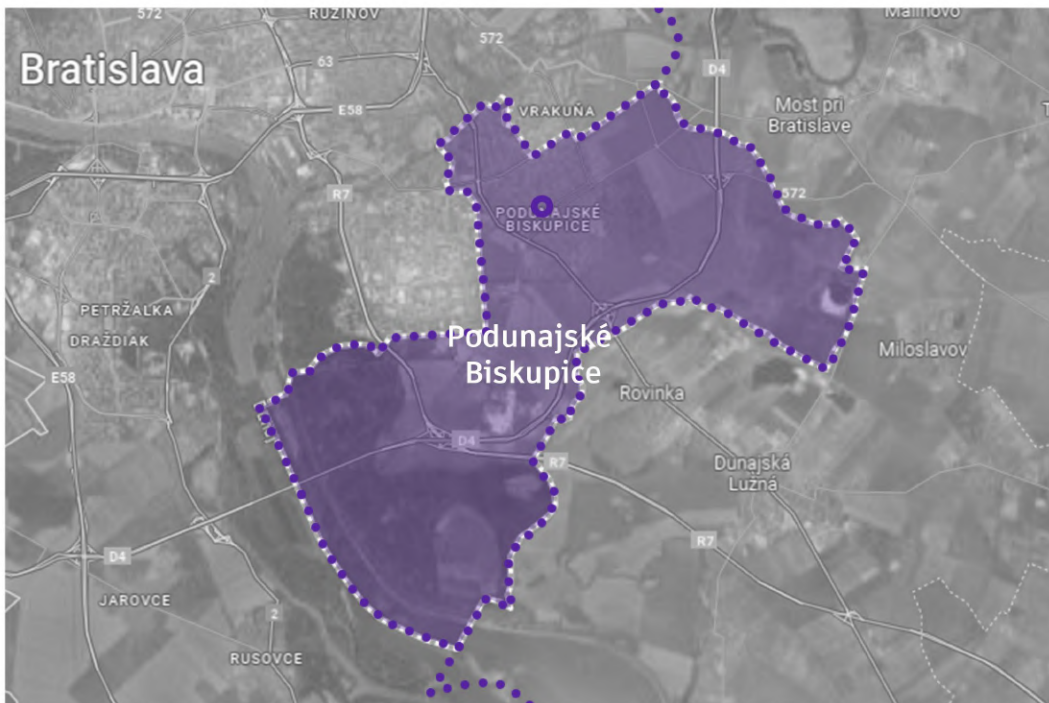 572
RUŽINOV
Malinovo
572
Bratislava
63
D4
E58
VRAKUŇA
Most pri
Bratislave
R7
572
PODUNAJSKÉ
BISKUPICE
2
PETRŽALKA
DRAŽDIAK
Podunajské
Biskupice
Miloslavov
E58
Rovinka
D4
R7
Dunajská
Lužná
R7
D4
JAROVCE
2
RUSOVCE